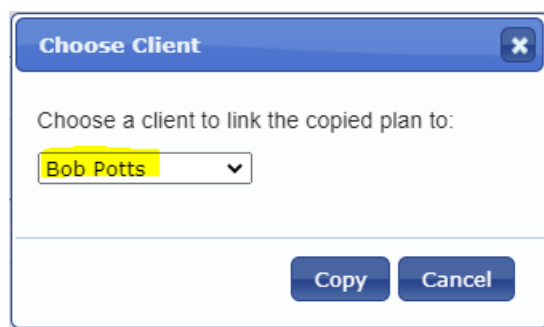 Choose Client
Choose a client to link the copied plan to:
Bob Potts
Copy Cancel